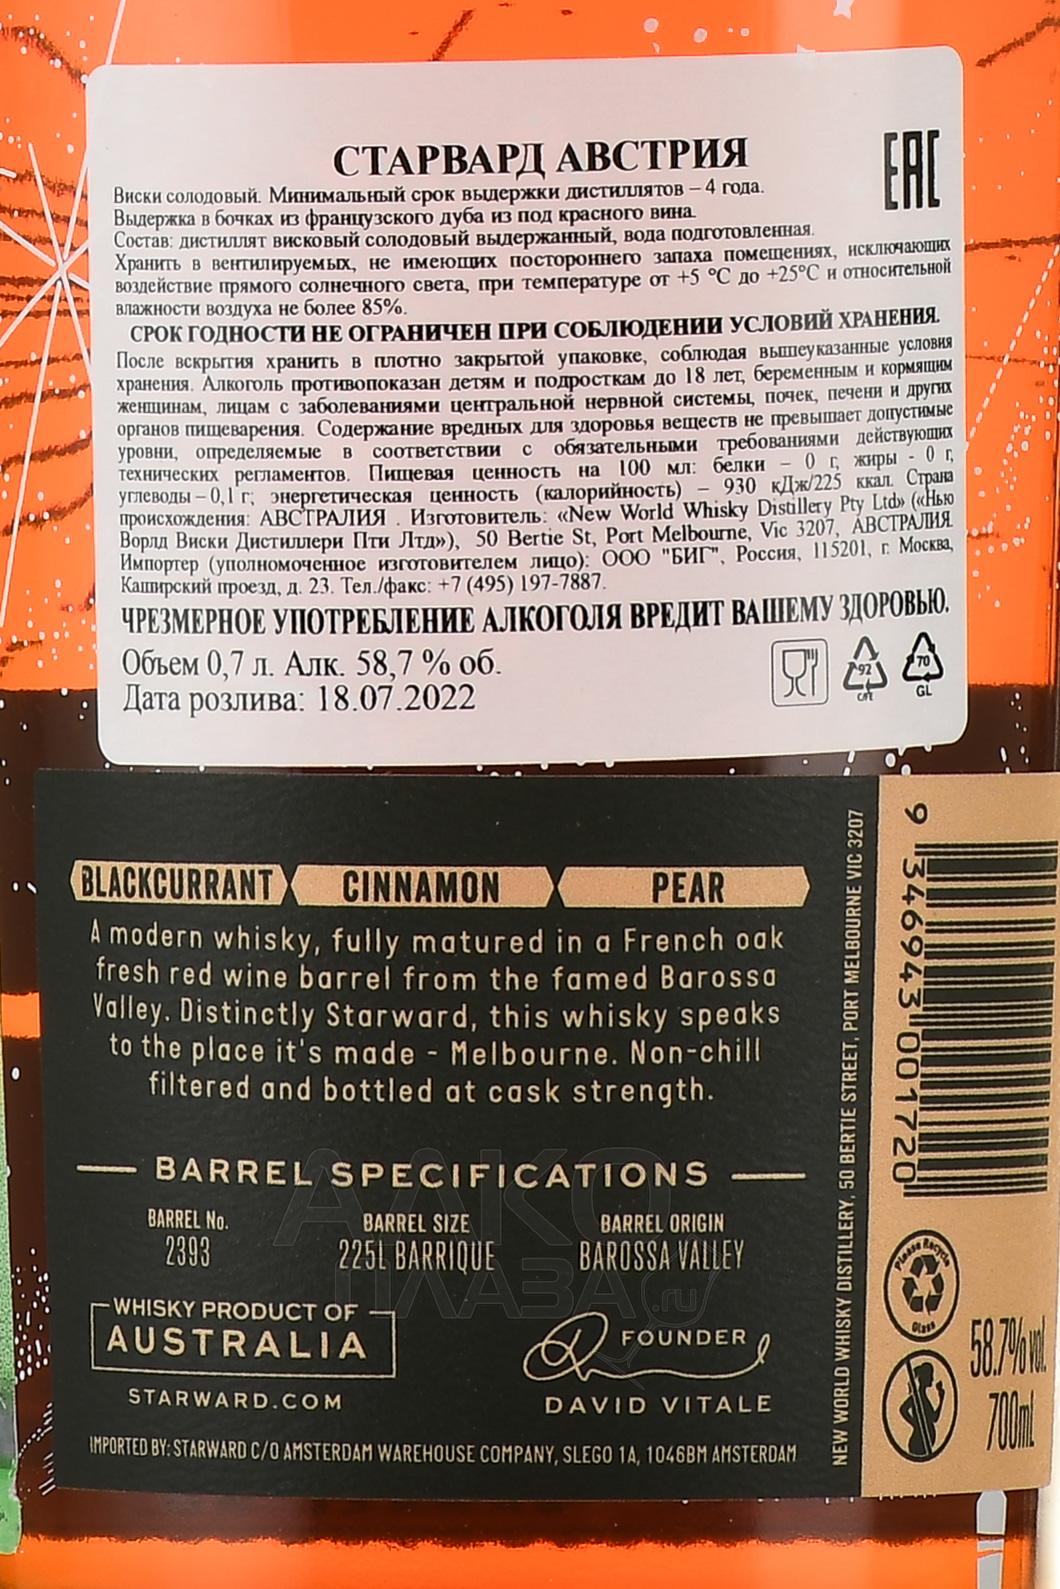 СТАРВАРД АВСТРИЯ
EAC
Виски солодовый. Минимальный срок выдержки дистиллятов – 4 года.
Выдержка в бочках из французского дуба из под красного вина.
Состав: дистиллят висковый солодовый выдержанный, вода подготовленная.
Хранить в вентилируемых, не имеющих постороннего запаха помещениях, исключающих
воздействие прямого солнечного света, при температуре от +5 °C до +25°C и относительной
влажности воздуха не более 85%.
СРОК ГОДНОСТИ НЕ ОГРАНИЧЕН ПРИ СОБЛЮДЕНИИ УСЛОВИЙ ХРАНЕНИЯ.
После вскрытия хранить в плотно закрытой упаковке, соблюдая вышеуказанные условия
хранения. Алкоголь противопоказан детям и подросткам до 18 лет, беременным и кормящим
женщинам, лицам с заболеваниями центральной нервной системы, почек, печени и других
органов пищеварения. Содержание вредных для здоровья веществ не превышает допустимые
уровни, определяемые в соответствии с обязательными требованиями действующих
технических регламентов. Пищевая ценность на 100 мл: белки – 0 г, жиры - 0 г,
углеводы – 0,1 г; энергетическая ценность (калорийность) – 930 кДж/225 ккал. Страна
происхождения: АВСТРАЛИЯ . Изготовитель: «New World Whisky Distillery Pty Ltd» («Нью
Ворлд Виски Дистиллери Пти Лтд»), 50 Bertie St, Port Melbourne, Vic 3207, АВСТРАЛИЯ.
Импортер (уполномоченное изготовителем лицо): ООО "БИГ", Россия, 115201, г. Москва,
Каширский проезд, д. 23. Тел./факс: +7 (495) 197-7887.
ЧРЕЗМЕРНОЕ УПОТРЕБЛЕНИЕ АЛКОГОЛЯ ВРЕДИТ ВАШЕМУ ЗДОРОВЬЮ.
Объем 0,7 л. Алк. 58,7 % об.
Дата розлива: 18.07.2022
92
C/FE
70
GL
BLACKCURRANT CINNAMON PEAR
A modern whisky, fully matured in a French oak
fresh red wine barrel from the famed Barossa
Valley. Distinctly Starward, this whisky speaks
to the place it's made - Melbourne. Non-chill
filtered and bottled at cask strength.
BARREL SPECIFICATIONS
BARREL No.
2393
BARREL SIZE
225L BARRIQUE
BARREL ORIGIN
BAROSSA VALLEY
WHISKY PRODUCT OF
AUSTRALIA
STARWARD.COM
FOUNDER
DAVID VITALE
IMPORTED BY: STARWARD C/O AMSTERDAM WAREHOUSE COMPANY, SLEGO 1A, 1046BM AMSTERDAM
NEW WORLD WHISKY DISTILLERY, 50 BERTIE STREET, PORT MELBOURNE VIC 3207
9 346943 001720
Please Recycle
Glass
58.7% vol.
700mL
АЛКО
ПЛАЗА.ru